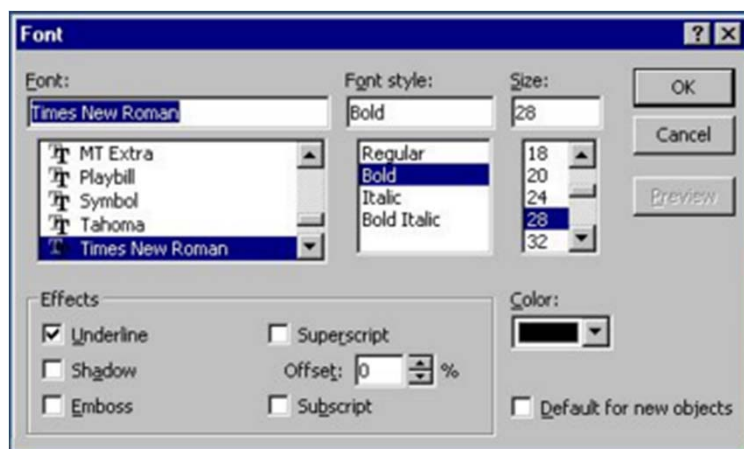 Font
Font: Font style: Size:
Times New Roman Bold 28 OK
Cancel
MT Extra Regular 18
Playbill Bold 20
Symbol Italic 24 Preview
Tahoma Bold Italic 28
Times New Roman 32
Effects Color:
Underline Superscript
Shadow Offset: 0 %
Emboss Subscript Default for new objects